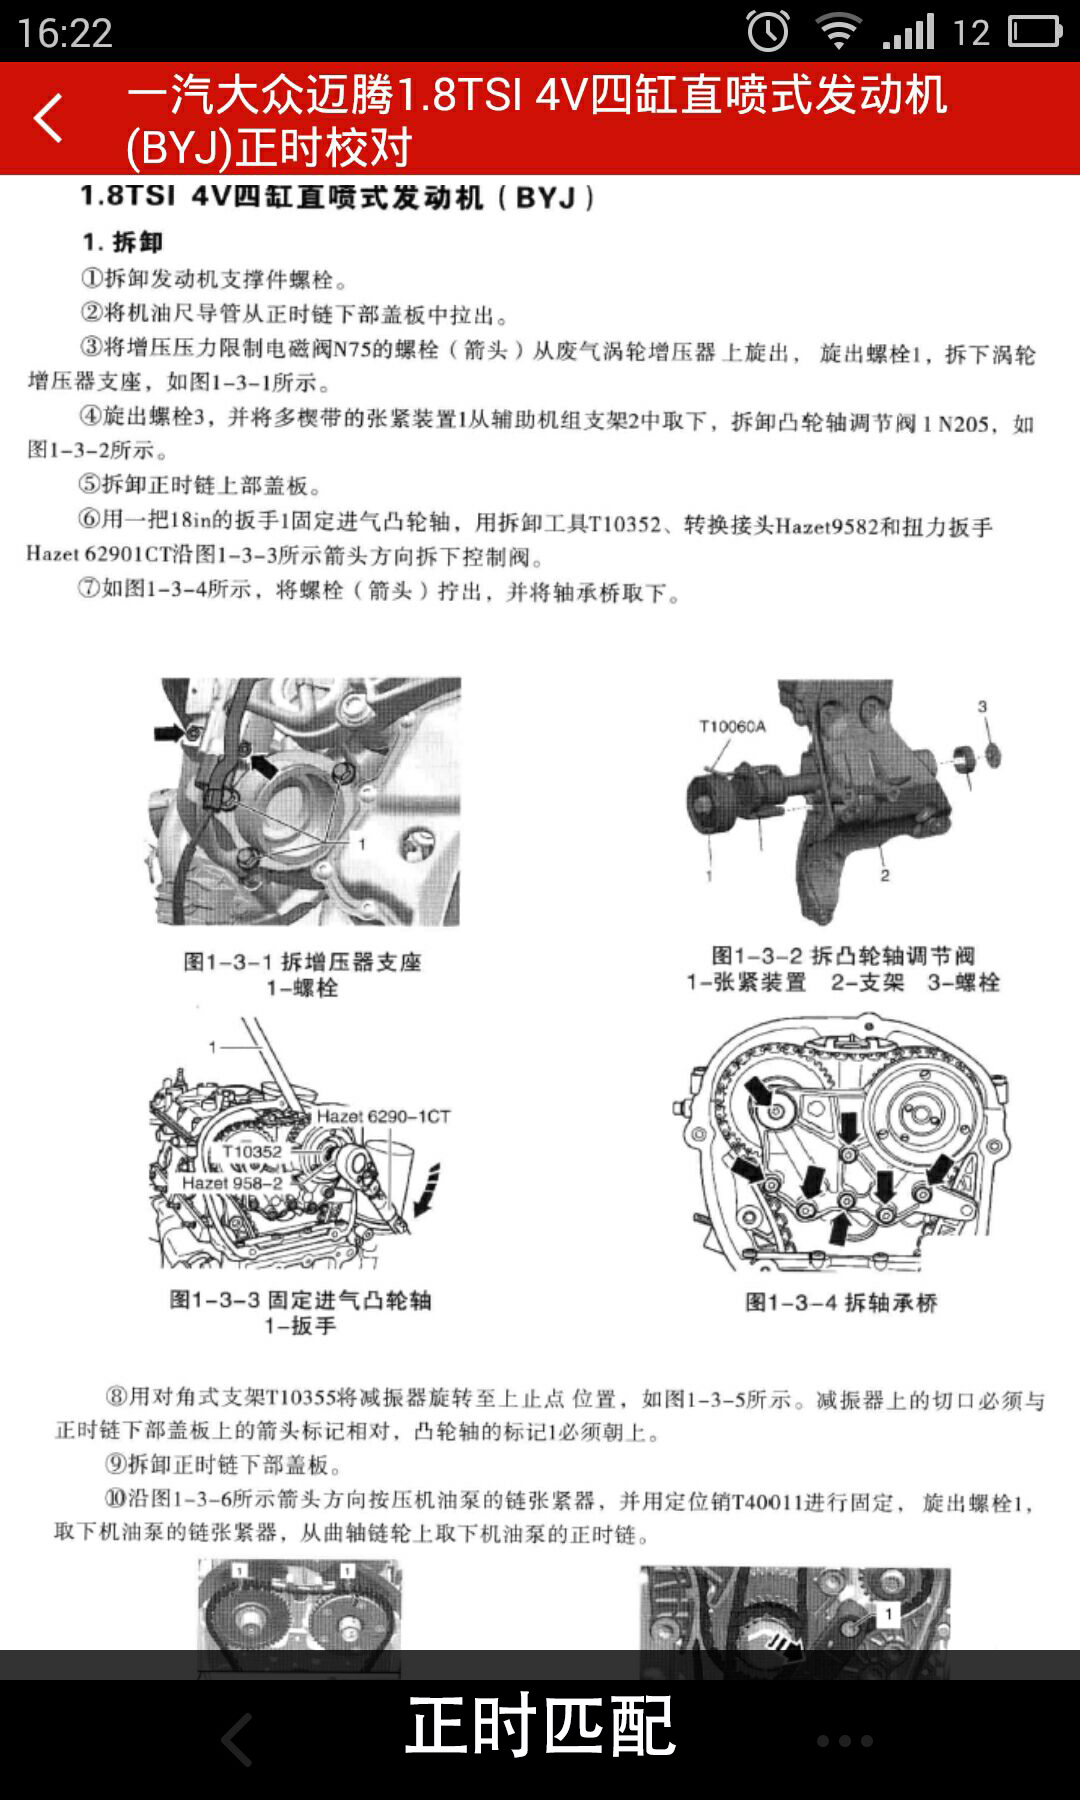 16:22
12
一汽大众迈腾1.8TSI 4V四缸直喷式发动机
(BYJ)正时校对
1.8TSI 4V四缸直喷式发动机（BYJ）
1. 拆卸
①拆卸发动机支撑件螺栓。
②将机油尺导管从正时链下部盖板中拉出。
③将增压压力限制电磁阀N75的螺栓（箭头）从废气涡轮增压器上旋出， 旋出螺栓1，拆下涡轮
增压器支座，如图1-3-1所示。
④旋出螺栓3，并将多楔带的张紧装置1从辅助机组支架2中取下，拆卸凸轮轴调节阀 1 N205，如
图1-3-2所示。
⑤拆卸正时链上部盖板。
⑥用一把18in的扳手1固定进气凸轮轴，用拆卸工具T10352、转换接头Hazet9582和扭力扳手
Hazet 62901CT沿图1-3-3所示箭头方向拆下控制阀。
⑦如图1-3-4所示，将螺栓（箭头）拧出，并将轴承桥取下。
1
T10060A
3
1
2
图1-3-1 拆增压器支座
1-螺栓
图1-3-2 拆凸轮轴调节阀
1-张紧装置 2-支架 3-螺栓
1
Hazet 6290-1CT
T10352
Hazet 958-2
图1-3-3 固定进气凸轮轴
1-扳手
图1-3-4 拆轴承桥
⑧用对角式支架T10355将减振器旋转至上止点 位置，如图1-3-5所示。减振器上的切口必须与
正时链下部盖板上的箭头标记相对，凸轮轴的标记1必须朝上。
⑨拆卸正时链下部盖板。
⑩沿图1-3-6所示箭头方向按压机油泵的链张紧器，并用定位销T40011进行固定， 旋出螺栓1，
取下机油泵的链张紧器，从曲轴链轮上取下机油泵的正时链。
1
1
1
正时匹配